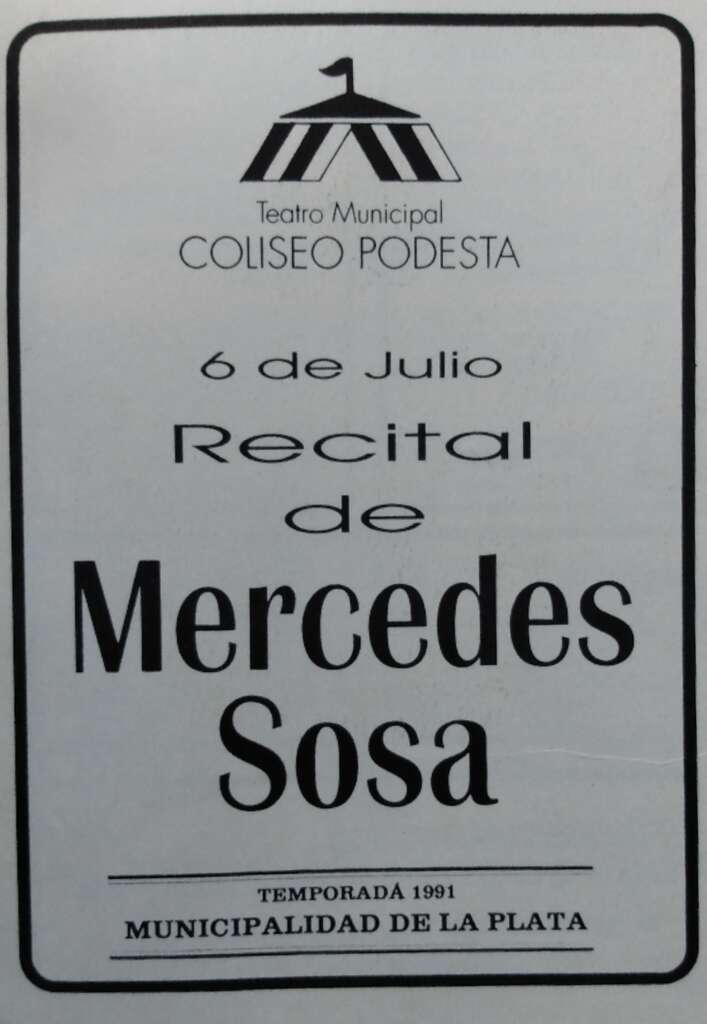 Teatro Municipal
COLISEO PODESTA
6 de Julio
Recital
de
Mercedes
Sosa
TEMPORADA 1991
MUNICIPALIDAD DE LA PLATA